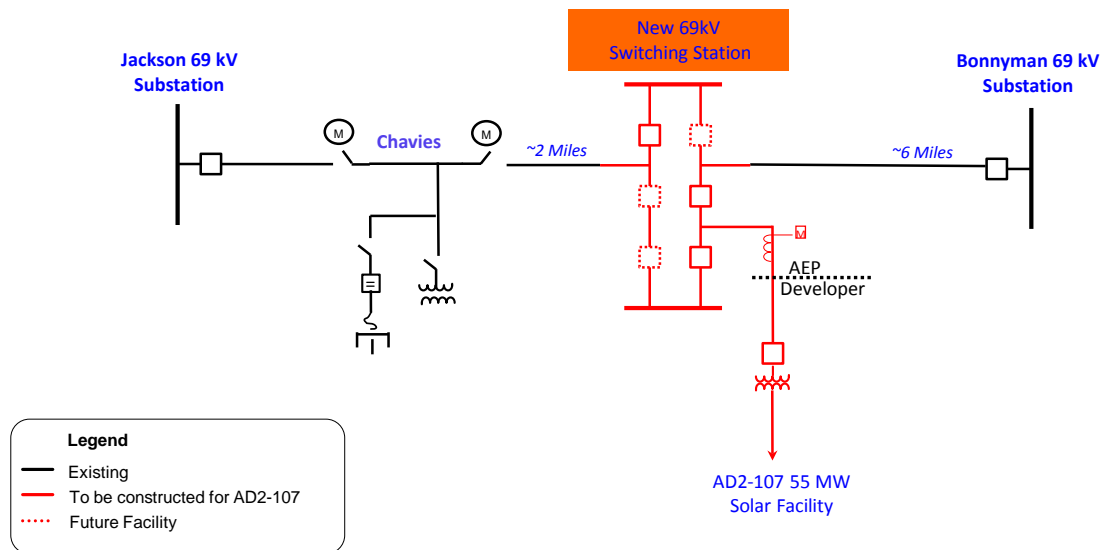 New 69kV
Switching Station
Jackson 69 kV
Substation
Bonnyman 69 kV
Substation
M
M
Chavies
~2 Miles
~6 Miles
M
AEP
Developer
Legend
Existing
To be constructed for AD2-107
Future Facility
AD2-107 55 MW
Solar Facility